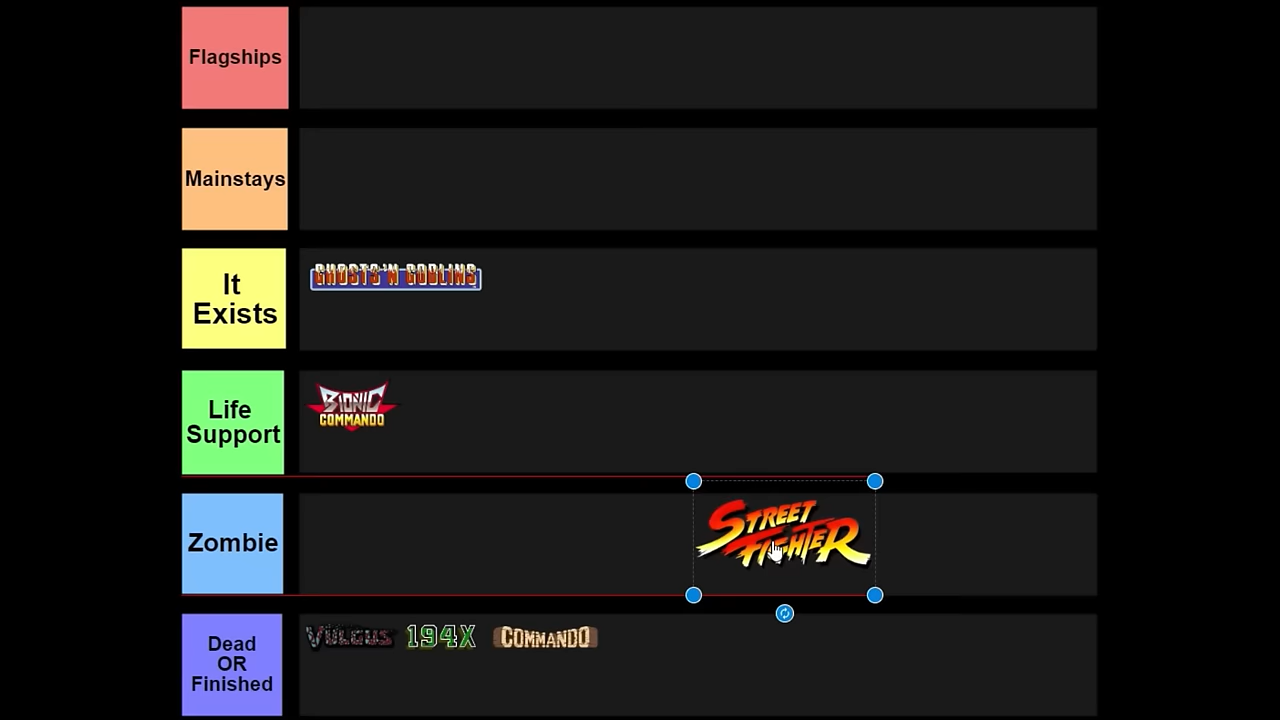 Flagships
Mainstays
It
Exists
GHOSTS'N GOBLINS
Life
Support
BIONIC
COMMANDO
Zombie
STREET
FIGHTER
Dead
OR
Finished
VULGUS 194X COMMANDO